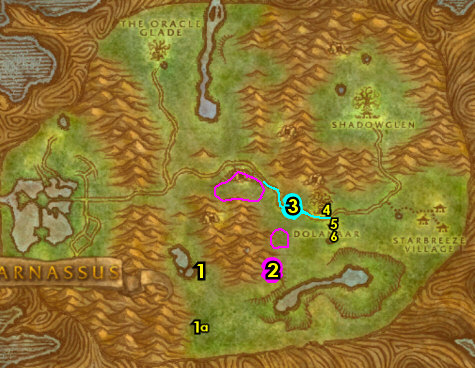 THE ORACLE
GLADE
SHADOWGLEN
4
3
5
DOLANAAR
6
STARBREEZE
VILLAGE
ARNASSUS
1
2
1a